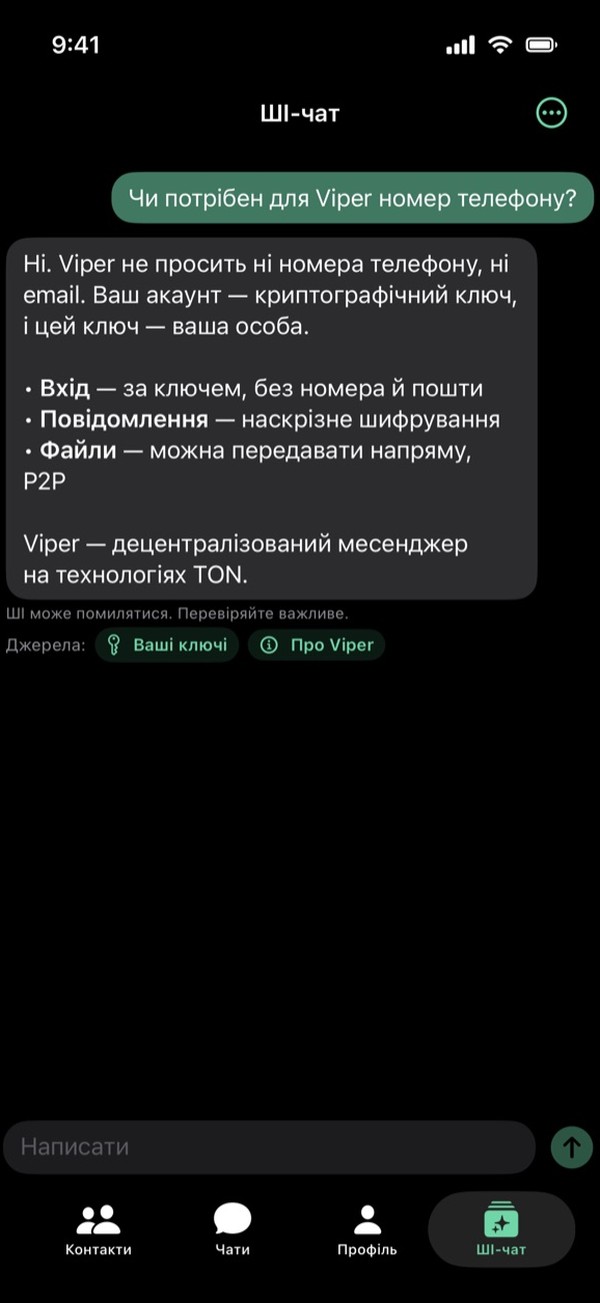 9:41
ШІ-чат
Чи потрібен для Viper номер телефону?
Ні. Viper не просить ні номера телефону, ні
email. Ваш акаунт — криптографічний ключ,
і цей ключ — ваша особа.
• Вхід — за ключем, без номера й пошти
• Повідомлення — наскрізне шифрування
• Файли — можна передавати напряму,
P2P
Viper — децентралізований месенджер
на технологіях TON.
ШІ може помилятися. Перевіряйте важливе.
Джерела: Ваші ключі Про Viper
Написати
Контакти Чати Профіль ШІ-чат